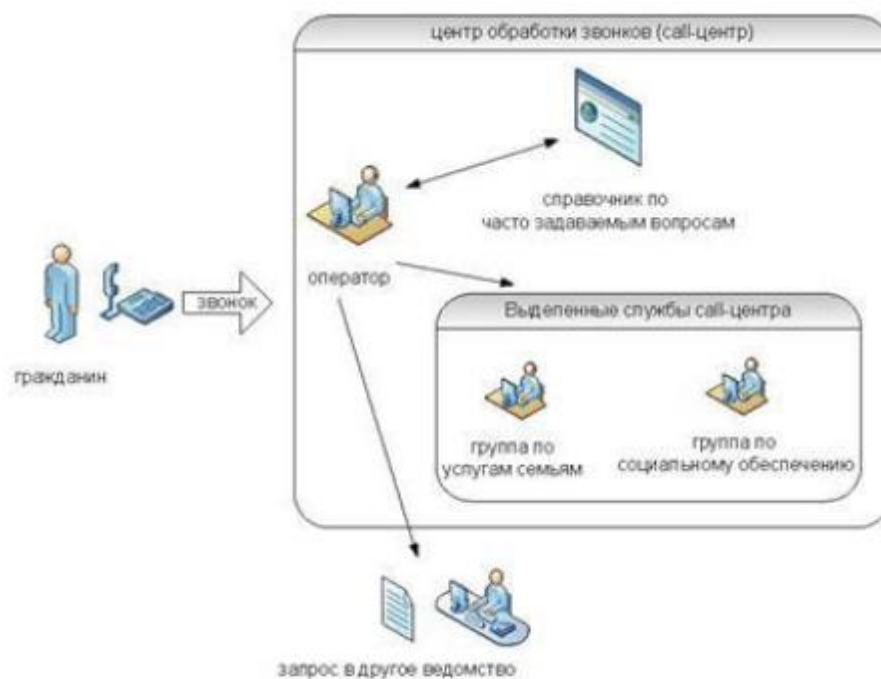 центр обработки звонков (call-центр)
справочник по
часто задаваемым вопросам
оператор
звонок
гражданин
Выделенные службы call-центра
группа по
услугам семьям
группа по
социальному обеспечению
запрос в другое ведомство